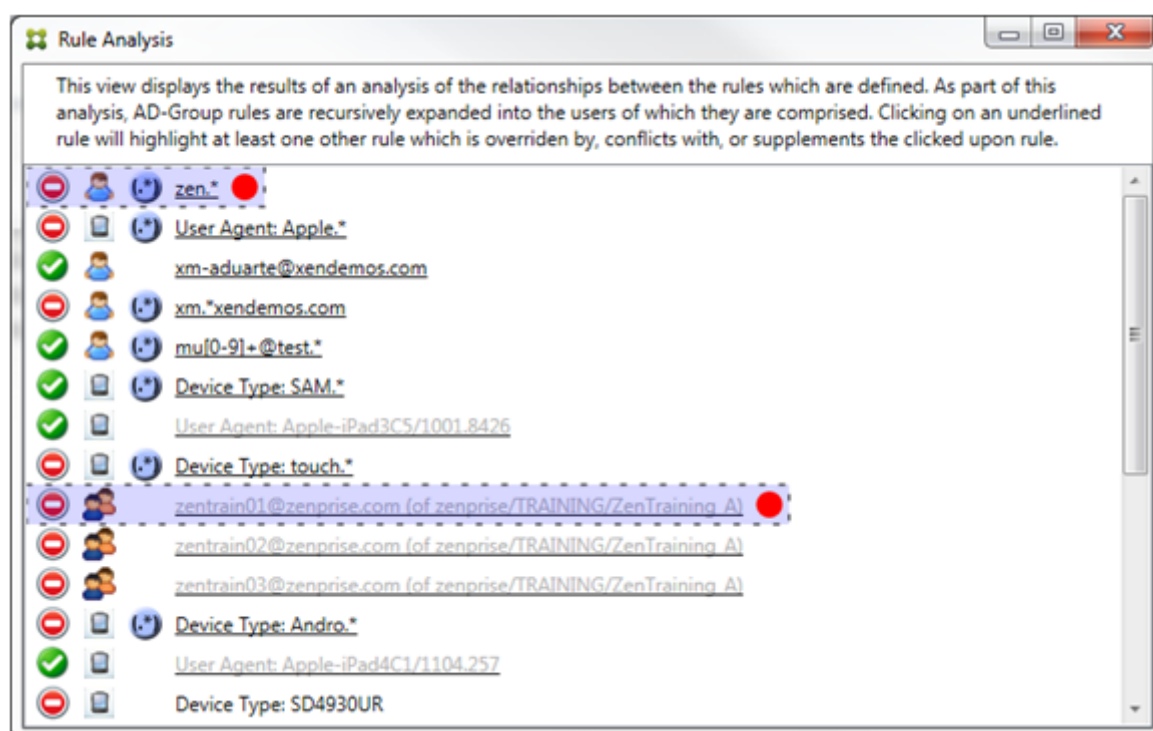 Rule Analysis
This view displays the results of an analysis of the relationships between the rules which are defined. As part of this
analysis, AD-Group rules are recursively expanded into the users of which they are comprised. Clicking on an underlined
rule will highlight at least one other rule which is overriden by, conflicts with, or supplements the clicked upon rule.
(.*) zen.*
(.*) User Agent: Apple.*
xm-aduarte@xendemos.com
(.*) xm.*xendemos.com
(.*) mu[0-9]+@test.*
(.*) Device Type: SAM.*
User Agent: Apple-iPad3C5/1001.8426
(.*) Device Type: touch.*
zentrain01@zenprise.com (of zenprise/TRAINING/ZenTraining_A)
zentrain02@zenprise.com (of zenprise/TRAINING/ZenTraining_A)
zentrain03@zenprise.com (of zenprise/TRAINING/ZenTraining_A)
(.*) Device Type: Andro.*
User Agent: Apple-iPad4C1/1104.257
Device Type: SD4930UR